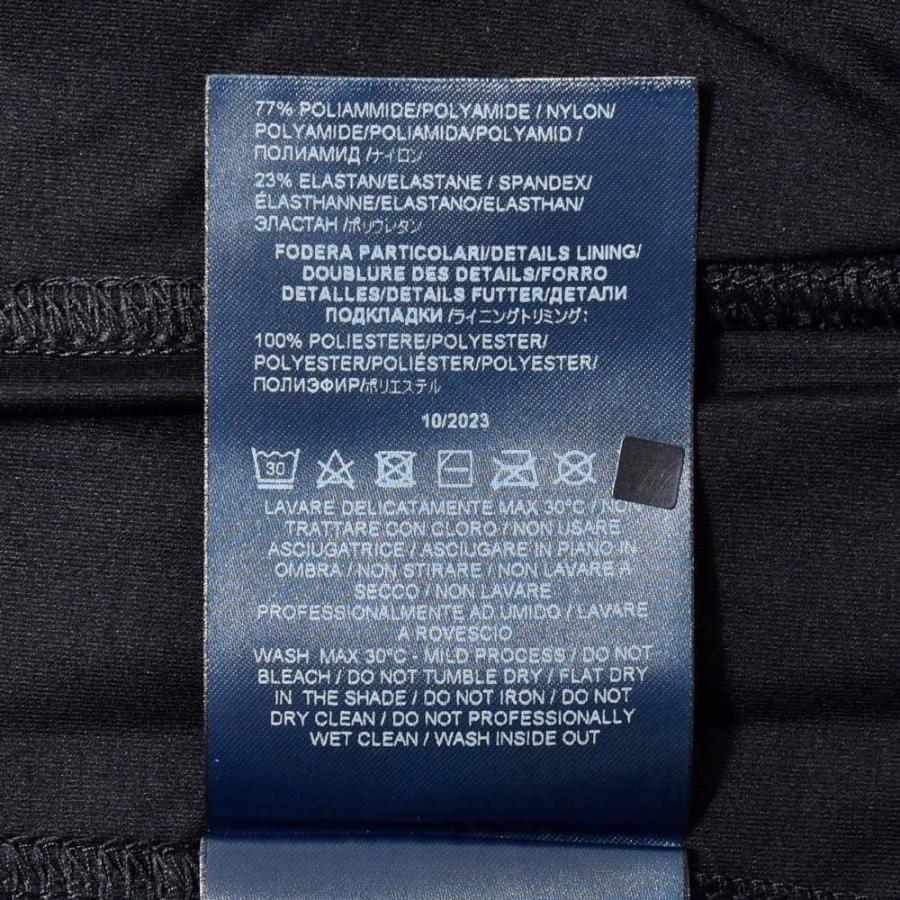 77% POLIAMMIDE/POLYAMIDE / NYLON/
POLYAMIDE/POLIAMIDA/POLYAMID /
ПОЛИАМИД /ナイロン
23% ELASTAN/ELASTANE / SPANDEX/
ÉLASTHANNE/ELASTANO/ELASTHAN/
ЭЛАСТАН /ポリウレタン
FODERA PARTICOLARI/DETAILS LINING/
DOUBLURE DES DETAILS/FORRO
DETALLES/DETAILS FUTTER/ДЕТАЛИ
ПОДКЛАДКИ /ライニングトリミング:
100% POLIESTERE/POLYESTER/
POLYESTER/POLIÉSTER/POLYESTER/
ПОЛИЭФИР/ポリエステル
10/2023
30
LAVARE DELICATAMENTE MAX 30°C / NON
TRATTARE CON CLORO / NON USARE
ASCIUGATRICE / ASCIUGARE IN PIANO IN
OMBRA / NON STIRARE / NON LAVARE A
SECCO / NON LAVARE
PROFESSIONALMENTE AD UMIDO / LAVARE
A ROVESCIO
WASH MAX 30°C - MILD PROCESS / DO NOT
BLEACH / DO NOT TUMBLE DRY / FLAT DRY
IN THE SHADE / DO NOT IRON / DO NOT
DRY CLEAN / DO NOT PROFESSIONALLY
WET CLEAN / WASH INSIDE OUT